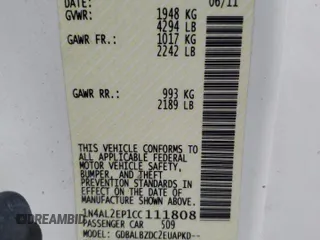 DATE: 06/11
GVWR: 1948 KG
4294 LB
GAWR FR.: 1017 KG
2242 LB
GAWR RR.: 993 KG
2189 LB
THIS VEHICLE CONFORMS TO ALL
APPLICABLE FEDERAL
MOTOR VEHICLE SAFETY,
BUMPER, AND THEFT
PREVENTION STANDARDS IN
EFFECT ON THE DATE OF
MANUFACTURE SHOWN ABOVE.
1N4AL2EP1CC111808
PASSENGER CAR 509
MODEL: GDBALBZDCZEUAPKD--